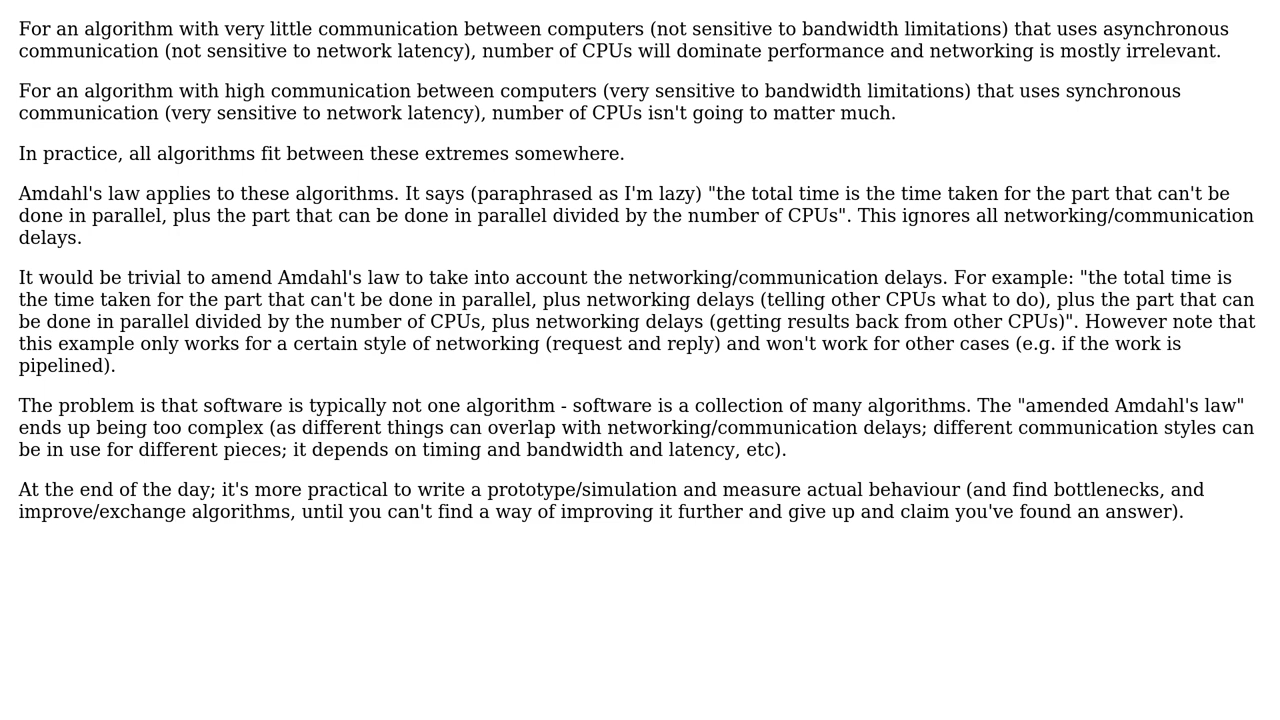 For an algorithm with very little communication between computers (not sensitive to bandwidth limitations) that uses asynchronous
communication (not sensitive to network latency), number of CPUs will dominate performance and networking is mostly irrelevant.
For an algorithm with high communication between computers (very sensitive to bandwidth limitations) that uses synchronous
communication (very sensitive to network latency), number of CPUs isn't going to matter much.
In practice, all algorithms fit between these extremes somewhere.
Amdahl's law applies to these algorithms. It says (paraphrased as I'm lazy) "the total time is the time taken for the part that can't be
done in parallel, plus the part that can be done in parallel divided by the number of CPUs". This ignores all networking/communication
delays.
It would be trivial to amend Amdahl's law to take into account the networking/communication delays. For example: "the total time is
the time taken for the part that can't be done in parallel, plus networking delays (telling other CPUs what to do), plus the part that can
be done in parallel divided by the number of CPUs, plus networking delays (getting results back from other CPUs)". However note that
this example only works for a certain style of networking (request and reply) and won't work for other cases (e.g. if the work is
pipelined).
The problem is that software is typically not one algorithm - software is a collection of many algorithms. The "amended Amdahl's law"
ends up being too complex (as different things can overlap with networking/communication delays; different communication styles can
be in use for different pieces; it depends on timing and bandwidth and latency, etc).
At the end of the day; it's more practical to write a prototype/simulation and measure actual behaviour (and find bottlenecks, and
improve/exchange algorithms, until you can't find a way of improving it further and give up and claim you've found an answer).